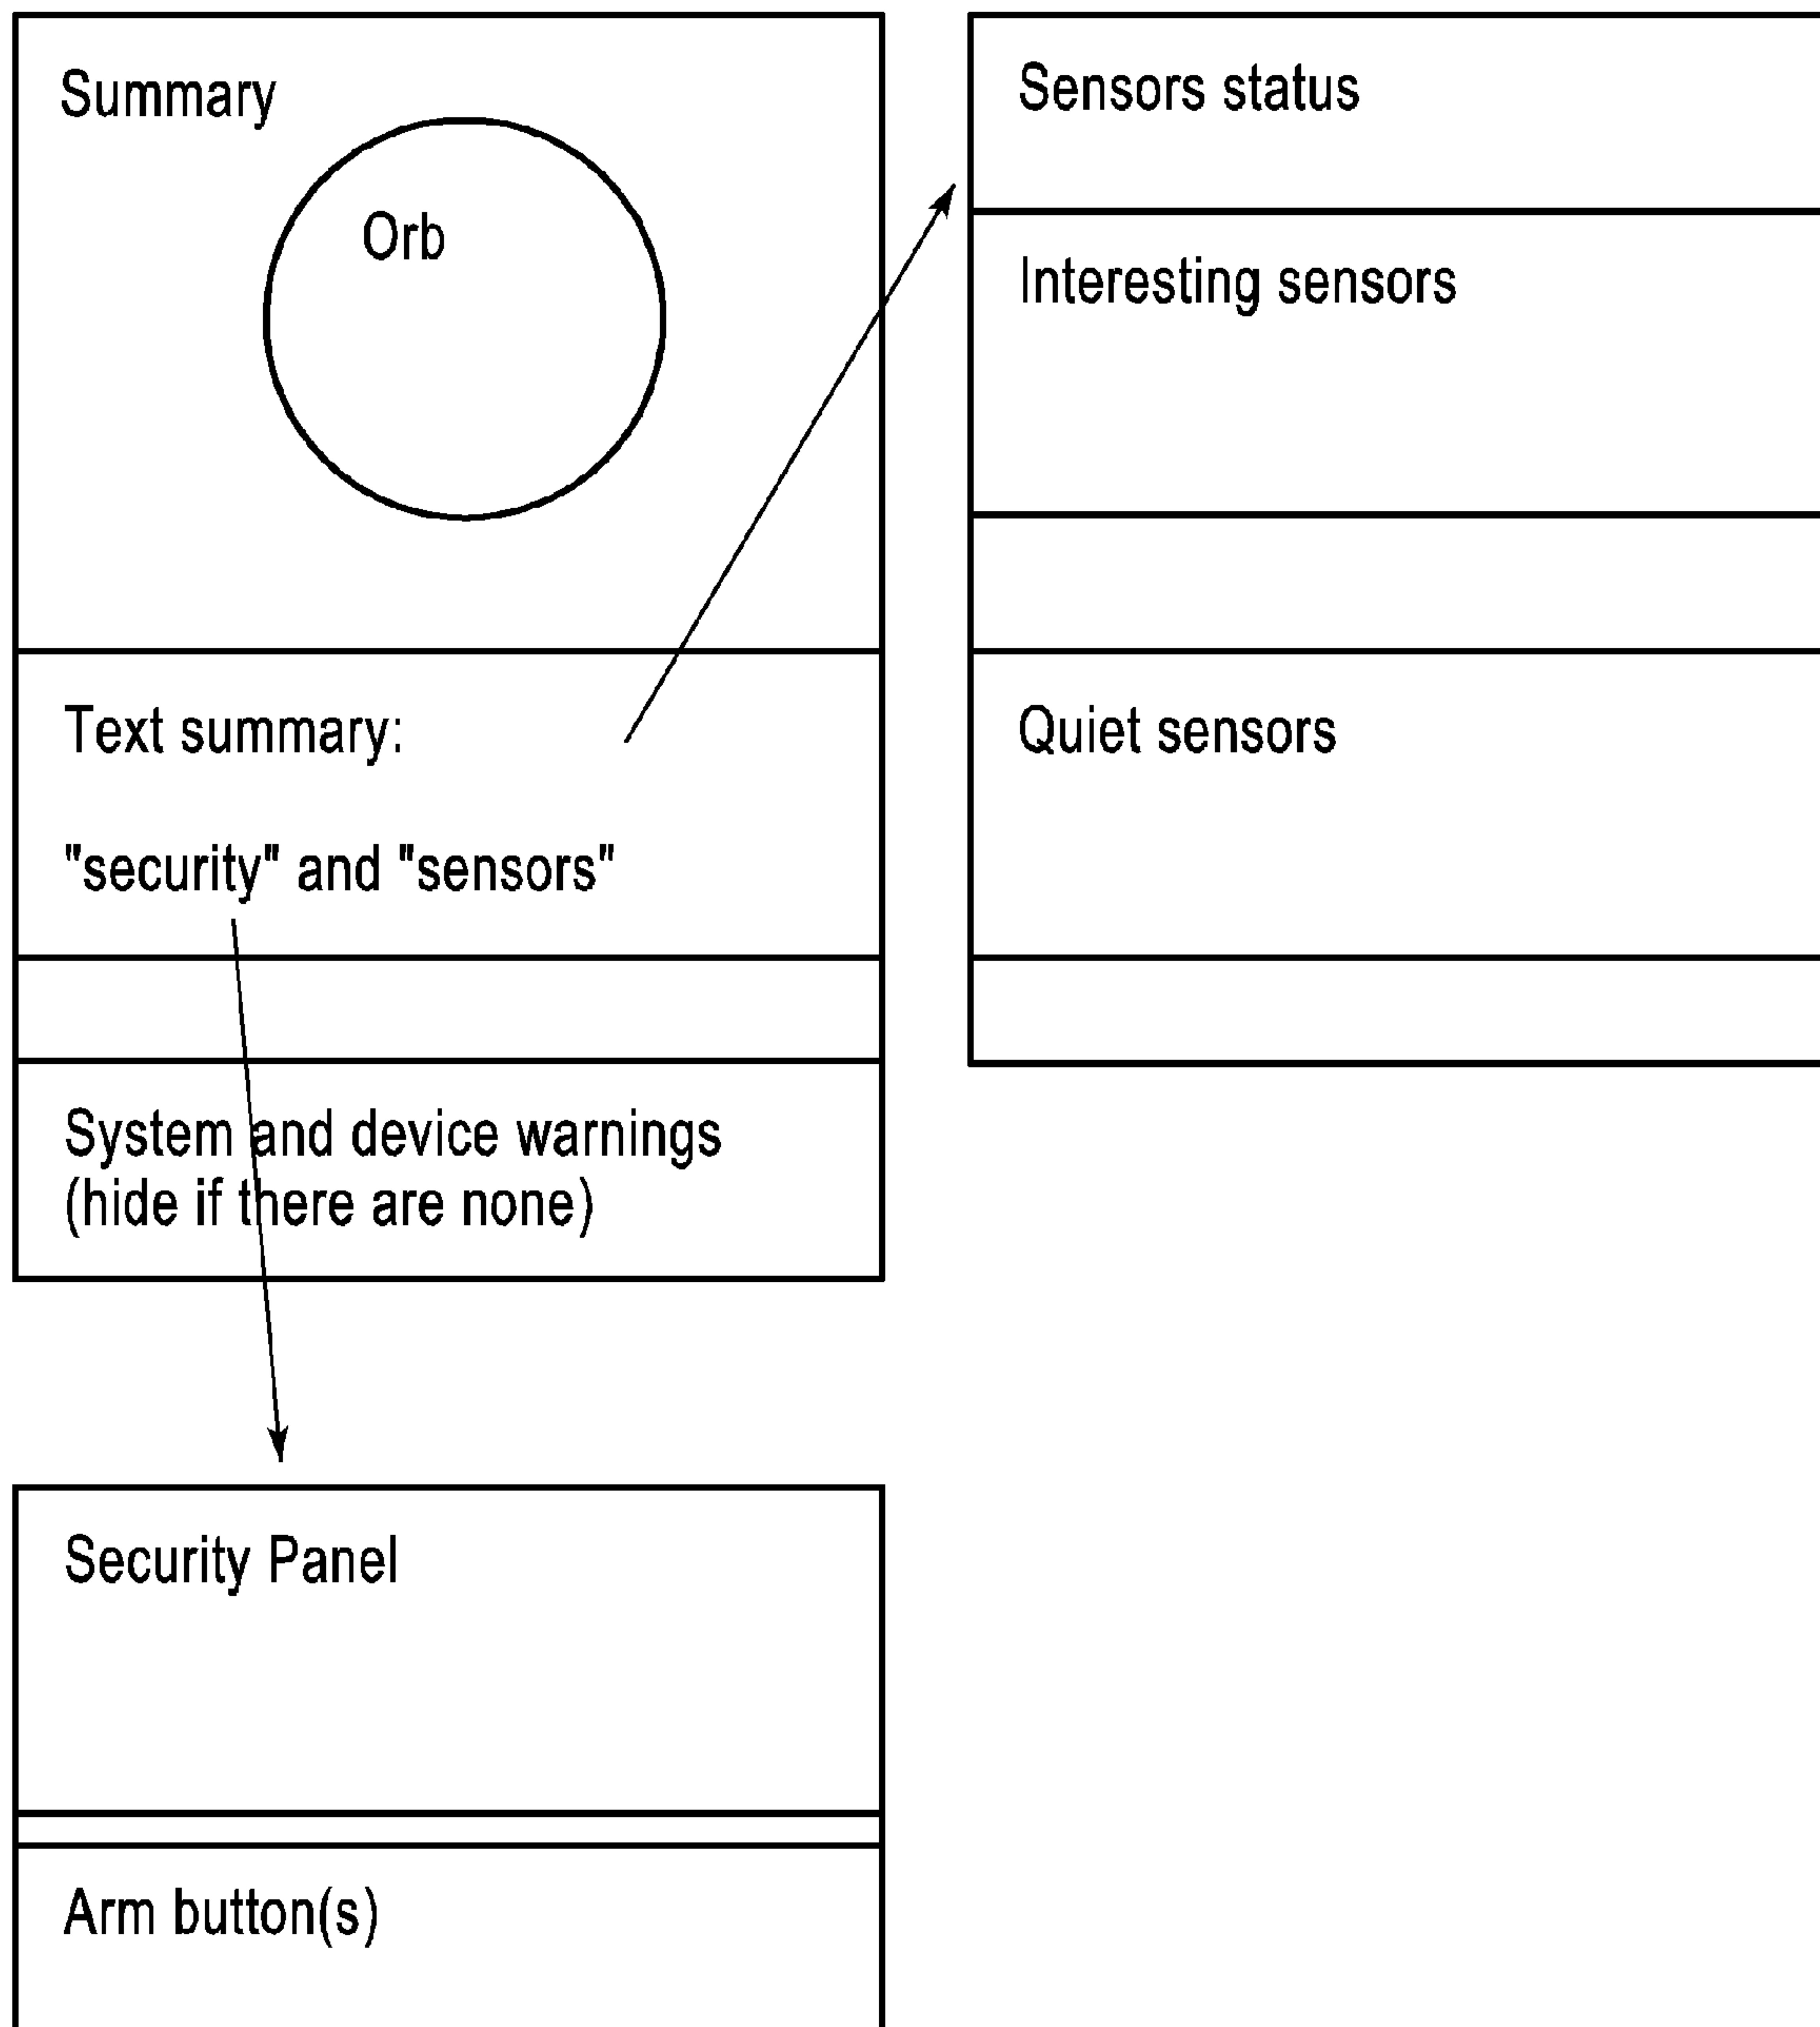 Summary
Orb
Text summary:
"security" and "sensors"
System and device warnings
(hide if there are none)
Sensors status
Interesting sensors
Quiet sensors
Security Panel
Arm button(s)